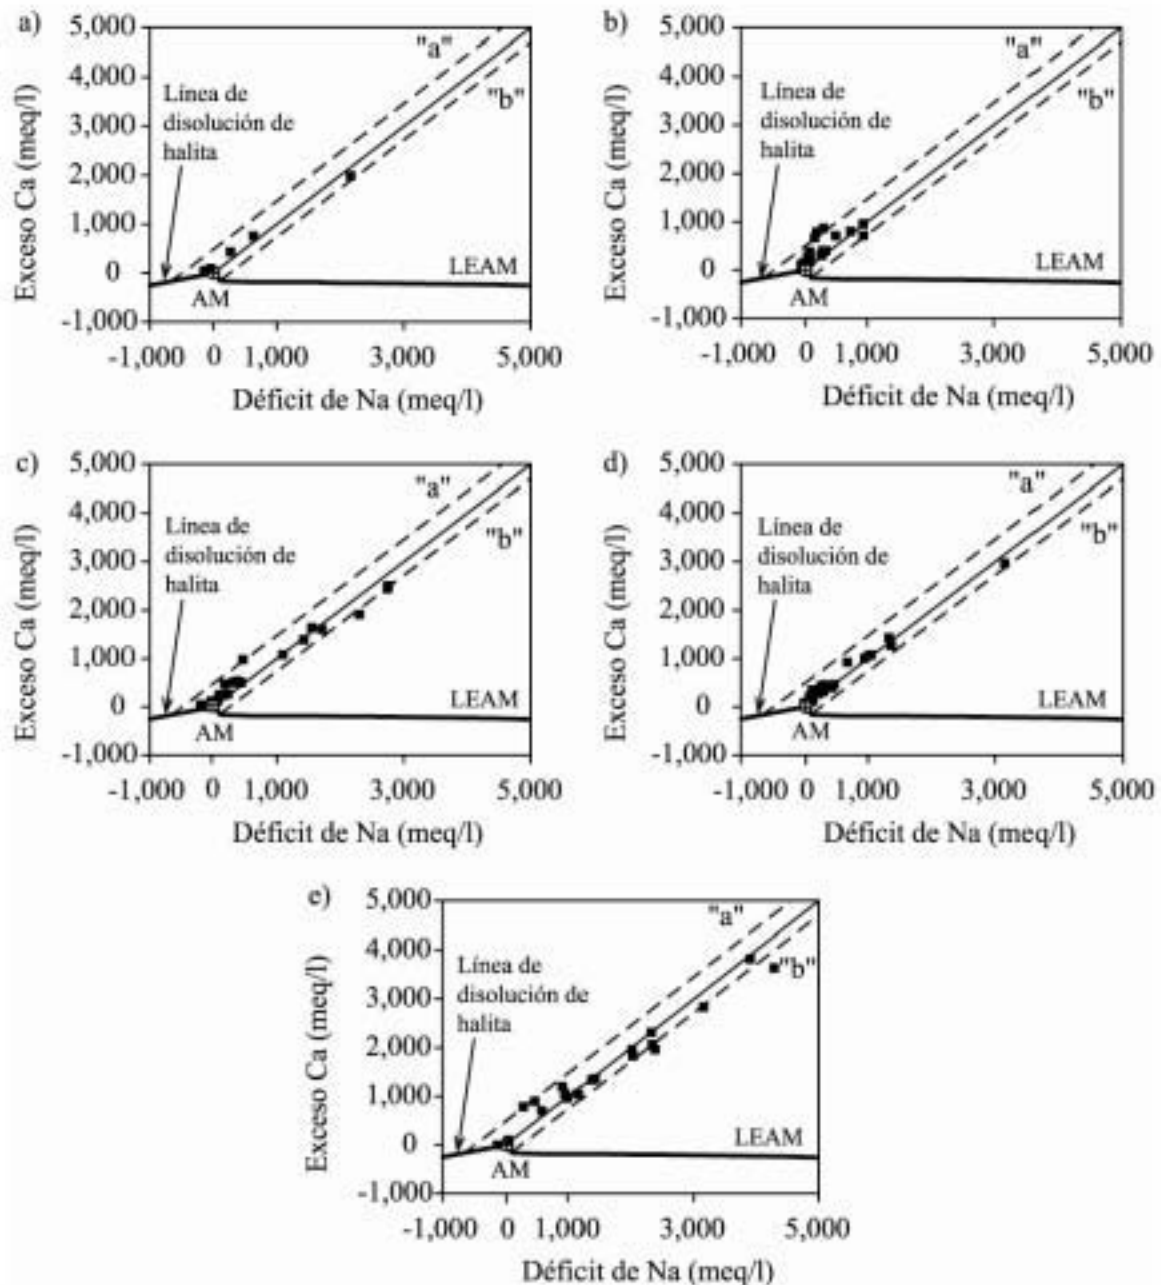 a)
5,000
4,000
3,000
2,000
1,000
0
-1,000
Exceso Ca (meq/l)
"a"
"b"
Línea de
disolución de
halita
LEAM
AM
-1,000 0 1,000 3,000 5,000
Déficit de Na (meq/l)
b)
5,000
4,000
3,000
2,000
1,000
0
-1,000
Exceso Ca (meq/l)
"a"
"b"
Línea de
disolución de
halita
LEAM
AM
-1,000 0 1,000 3,000 5,000
Déficit de Na (meq/l)
c)
5,000
4,000
3,000
2,000
1,000
0
-1,000
Exceso Ca (meq/l)
"a"
"b"
Línea de
disolución de
halita
LEAM
AM
-1,000 0 1,000 3,000 5,000
Déficit de Na (meq/l)
d)
5,000
4,000
3,000
2,000
1,000
0
-1,000
Exceso Ca (meq/l)
"a"
"b"
Línea de
disolución de
halita
LEAM
AM
-1,000 0 1,000 3,000 5,000
Déficit de Na (meq/l)
e)
5,000
4,000
3,000
2,000
1,000
0
-1,000
Exceso Ca (meq/l)
"a"
"b"
Línea de
disolución de
halita
LEAM
AM
-1,000 0 1,000 3,000 5,000
Déficit de Na (meq/l)